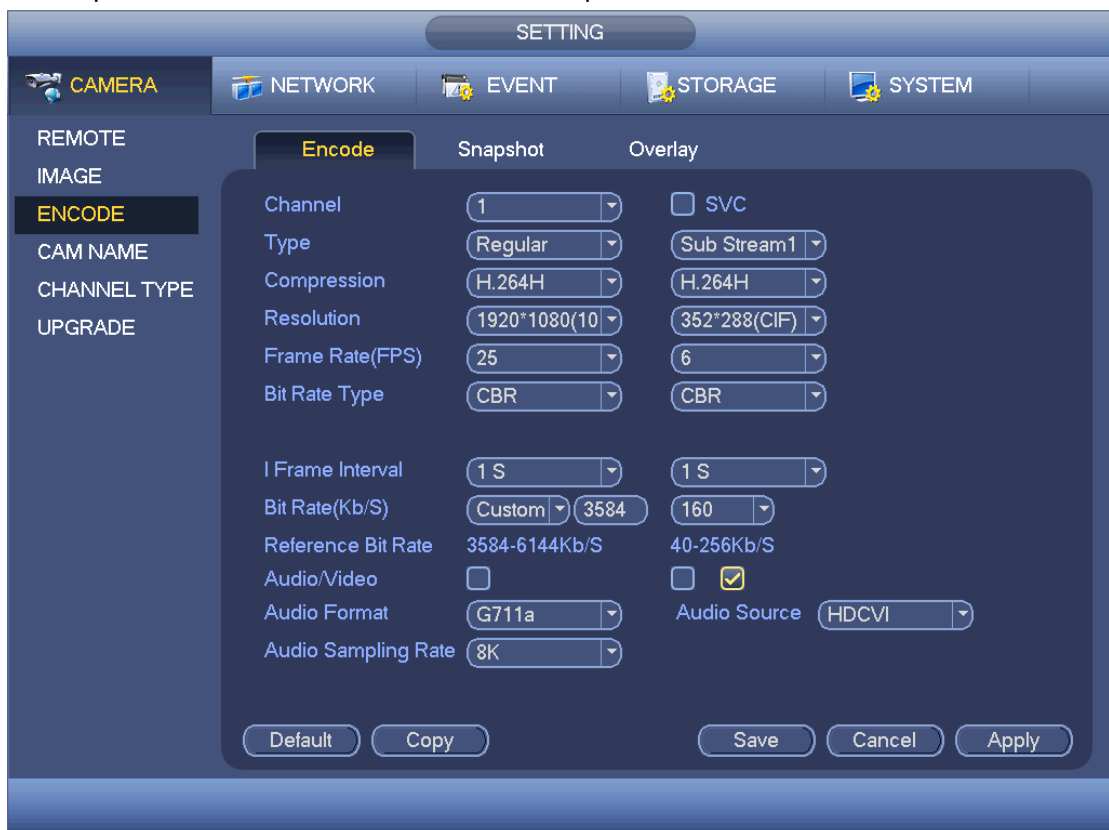 SETTING
CAMERA NETWORK EVENT STORAGE SYSTEM
REMOTE
IMAGE
ENCODE
CAM NAME
CHANNEL TYPE
UPGRADE
Encode Snapshot Overlay
Channel 1 SVC
Type Regular Sub Stream1
Compression H.264H H.264H
Resolution 1920*1080(10 352*288(CIF)
Frame Rate(FPS) 25 6
Bit Rate Type CBR CBR
I Frame Interval 1 S 1 S
Bit Rate(Kb/S) Custom 3584 160
Reference Bit Rate 3584-6144Kb/S 40-256Kb/S
Audio/Video
Audio Format G711a Audio Source HDCVI
Audio Sampling Rate 8K
Default Copy Save Cancel Apply